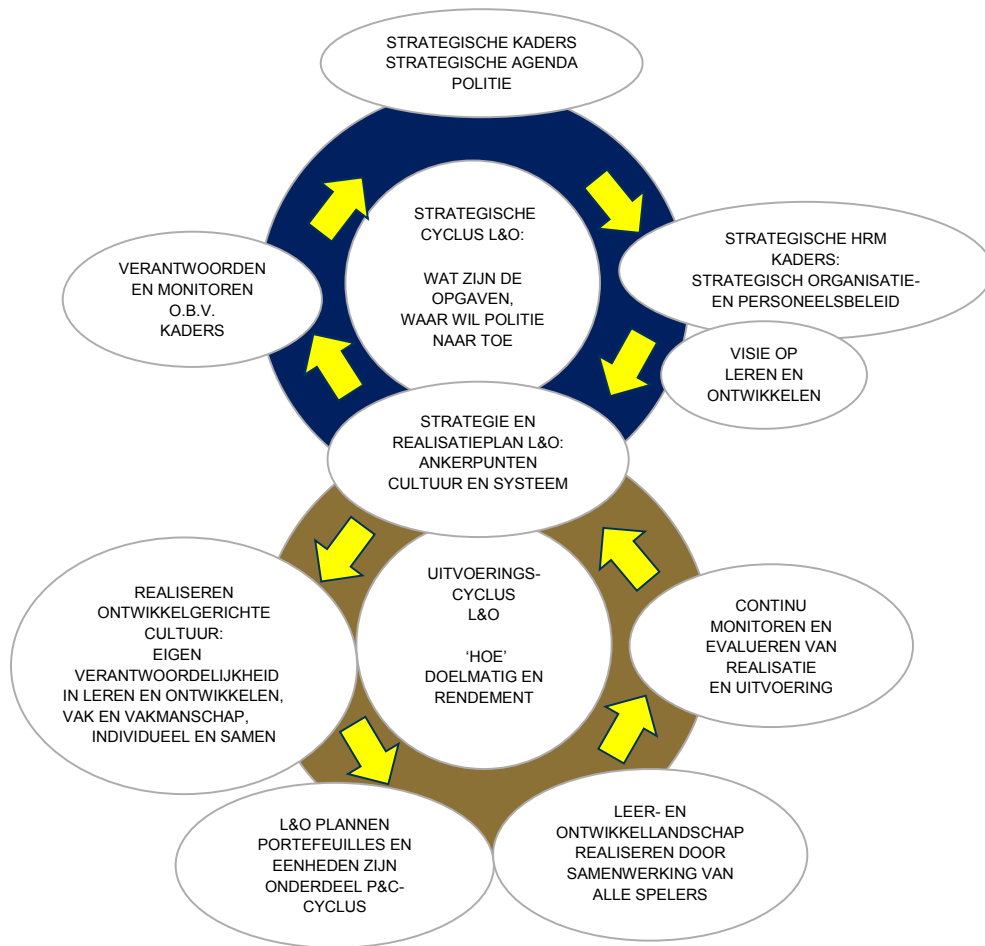 STRATEGISCHE KADERS
STRATEGISCHE AGENDA
POLITIE
STRATEGISCHE
CYCLUS L&O:
WAT ZIJN DE
OPGAVEN,
WAAR WIL POLITIE
NAAR TOE
STRATEGISCHE HRM
KADERS:
STRATEGISCH ORGANISATIE-
EN PERSONEELSBELEID
VISIE OP
LEREN EN
ONTWIKKELEN
VERANTWOORDEN
EN MONITOREN
O.B.V.
KADERS
STRATEGIE EN
REALISATIEPLAN L&O:
ANKERPUNTEN
CULTUUR EN SYSTEEM
UITVOERINGS-
CYCLUS
L&O
‘HOE’
DOELMATIG EN
RENDEMENT
REALISEREN
ONTWIKKELGERICHTE
CULTUUR:
EIGEN
VERANTWOORDELIJKHEID
IN LEREN EN ONTWIKKELEN,
VAK EN VAKMANSCHAP,
INDIVIDUEEL EN SAMEN
CONTINU
MONITOREN EN
EVALUEREN VAN
REALISATIE
EN UITVOERING
L&O PLANNEN
PORTEFEUILLES EN
EENHEDEN ZIJN
ONDERDEEL P&C-
CYCLUS
LEER- EN
ONTWIKKELLANDSCHAP
REALISEREN DOOR
SAMENWERKING VAN
ALLE SPELERS